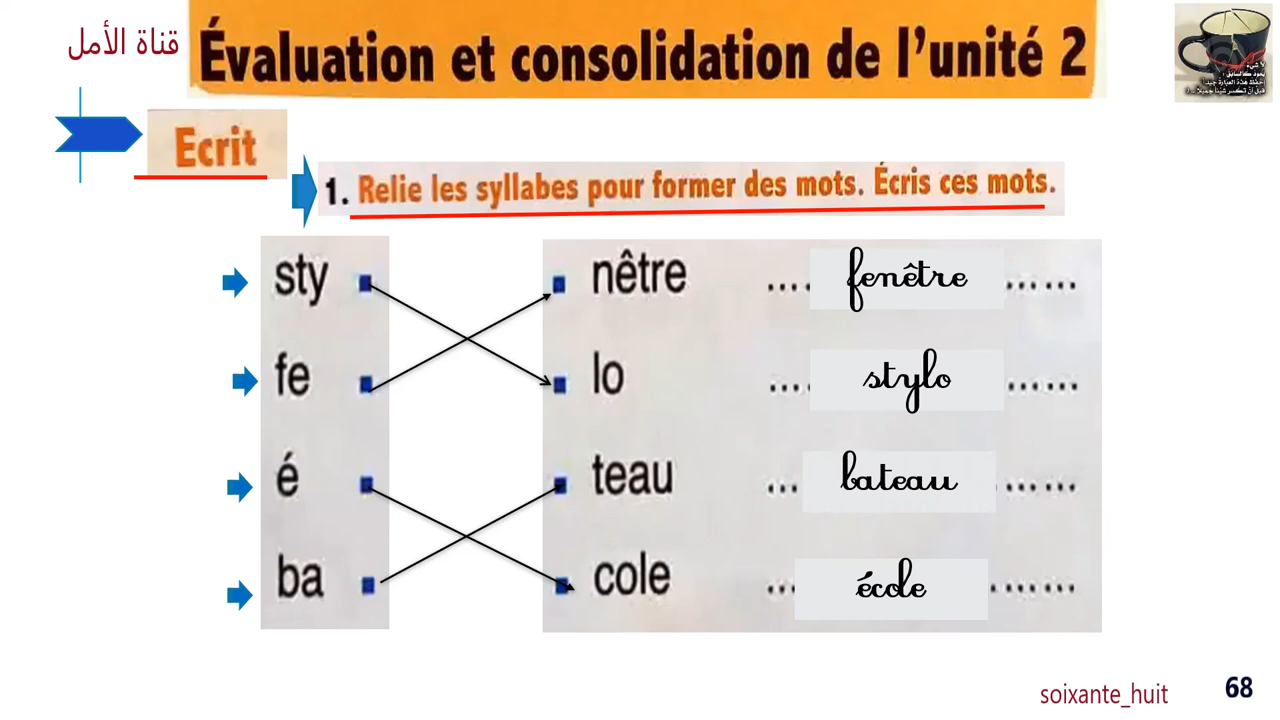 قناة الأمل
Évaluation et consolidation de l'unité 2
Ecrit
1. Relie les syllabes pour former des mots. Écris ces mots.
sty nêtre .... fenêtre ......
fe lo .... stylo ......
é teau ... bateau ......
ba cole ... école ......
soixante_huit 68